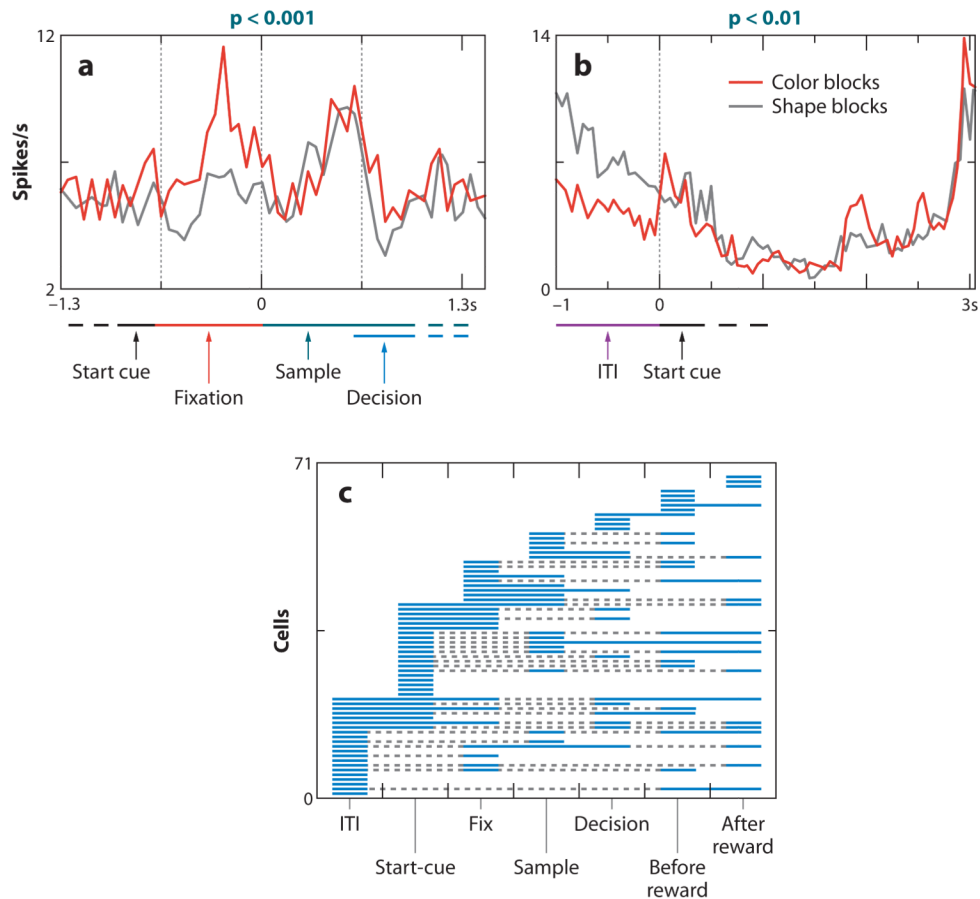 p < 0.001
p < 0.01
12
14
a
b
Color blocks
Shape blocks
Spikes/s
2
0
−1.3
0
1.3s
−1
0
3s
Start cue
Sample
ITI
Start cue
Fixation
Decision
71
c
Cells
0
ITI
Fix
Decision
After
reward
Start-cue
Sample
Before
reward